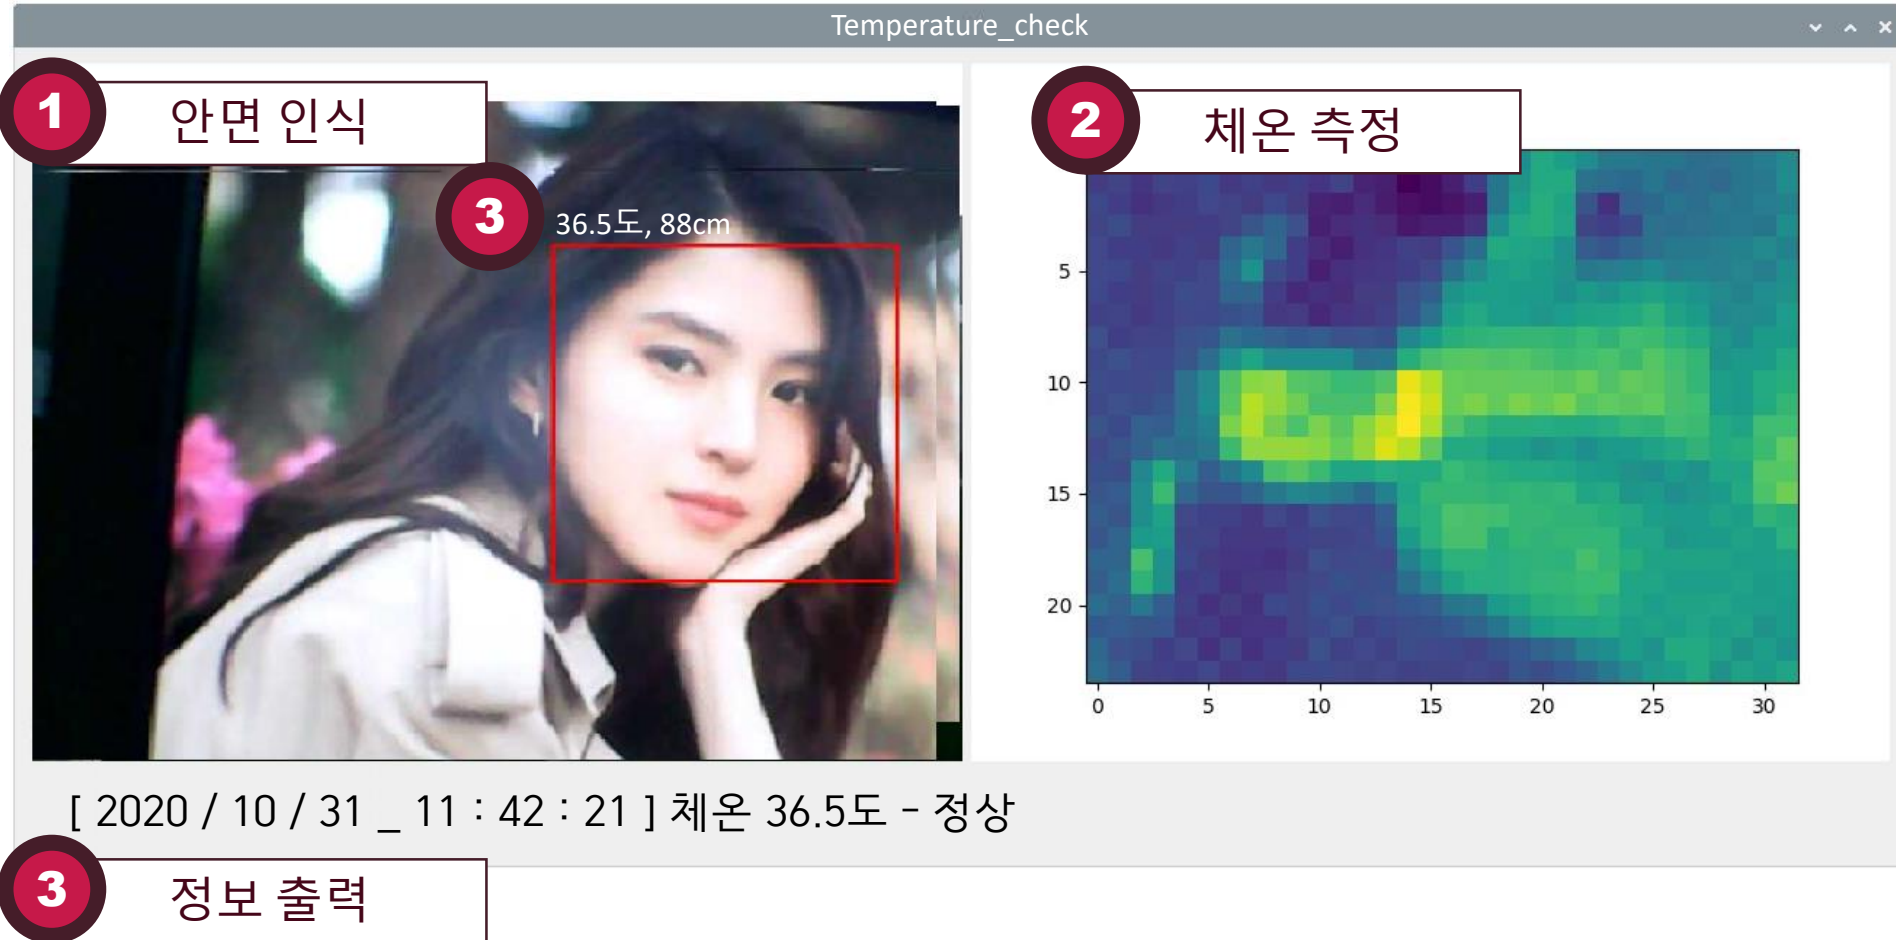 Temperature_check
1 안면 인식
2 체온 측정
3 36.5도, 88cm
5
10
15
20
0 5 10 15 20 25 30
[ 2020 / 10 / 31 _ 11 : 42 : 21 ] 체온 36.5도 - 정상
3 정보 출력